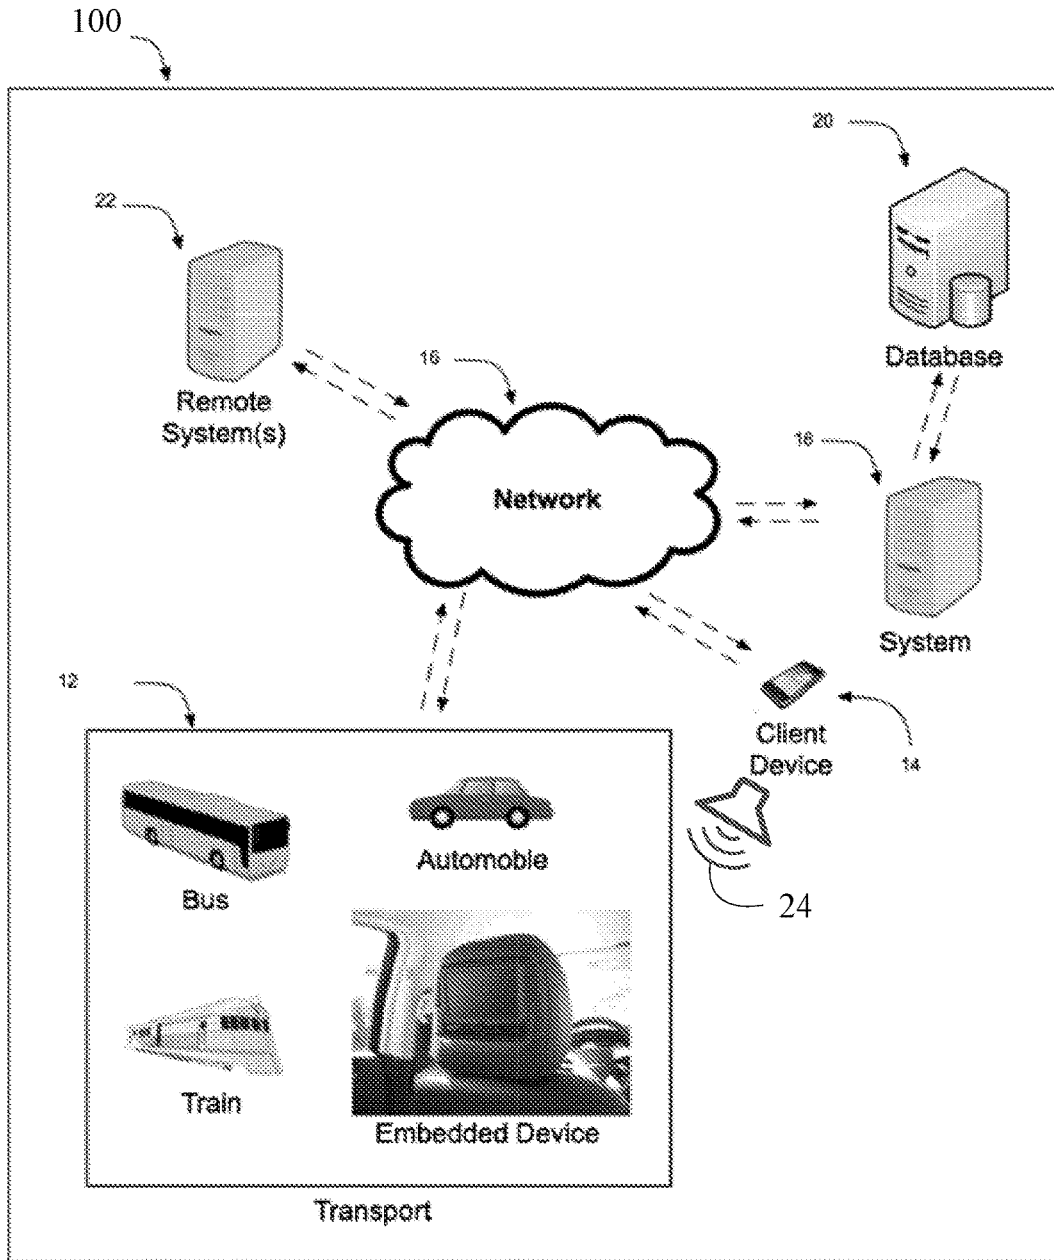 100
20
22
Database
16
Remote
System(s)
18
Network
System
12
Client
Device
14
Automoble
Bus
24
Train
Embedded Device
Transport